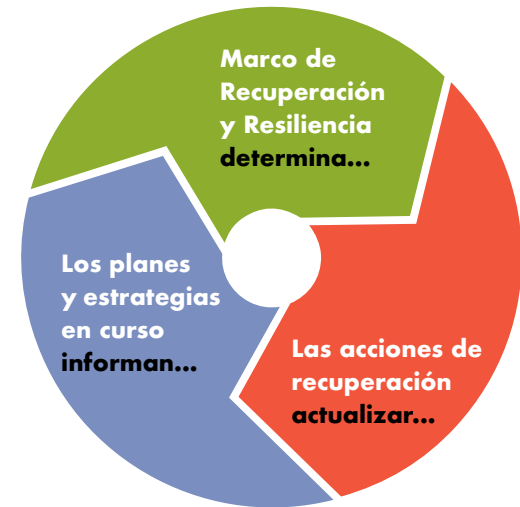 Marco de
Recuperación
y Resiliencia
determina...
Las acciones de
recuperación
actualizar...
Los planes
y estrategias
en curso
informan...